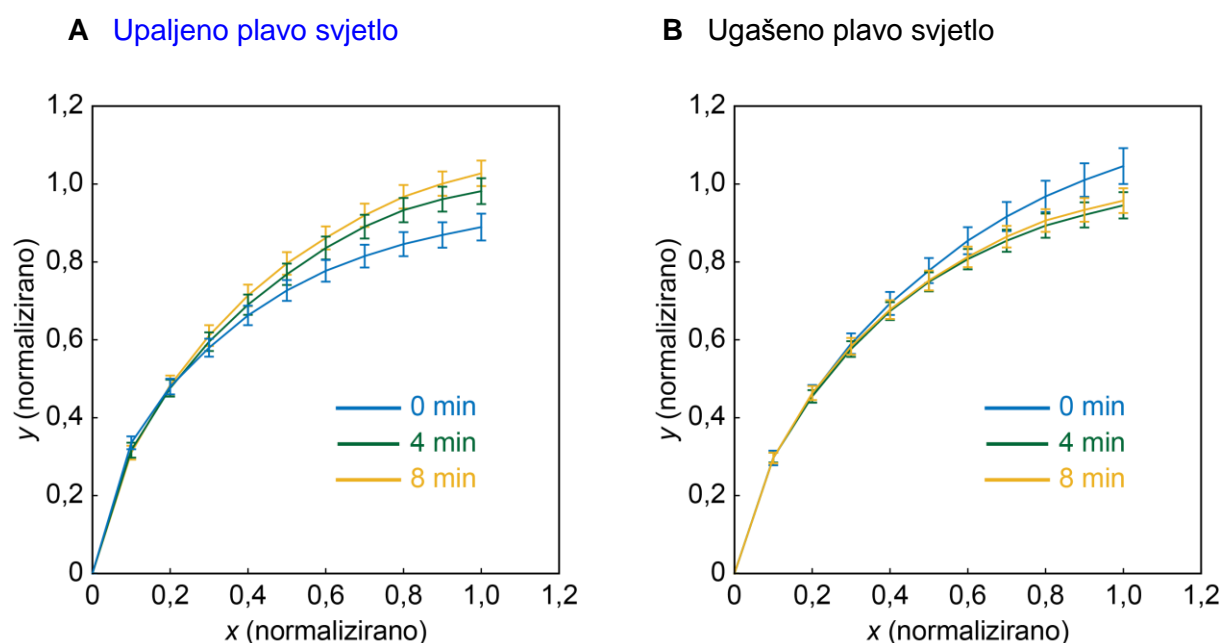 A Upaljeno plavo svjetlo
1,2
1,0
0,8
0,6
0,4
0,2
0
y (normalizirano)
0 min
4 min
8 min
0 0,2 0,4 0,6 0,8 1,0 1,2
x (normalizirano)
B Ugašeno plavo svjetlo
1,2
1,0
0,8
0,6
0,4
0,2
0
y (normalizirano)
0 min
4 min
8 min
0 0,2 0,4 0,6 0,8 1,0 1,2
x (normalizirano)